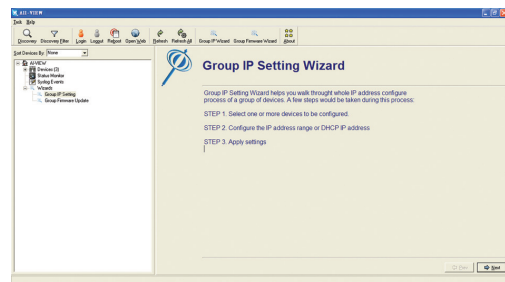 AII-VIEW
Task Help
Discovery Discovery Filter Login Logout Reboot Open Web Refresh Refresh All Group IP Wizard Group Firmware Wizard About
Sort Devices By: None
AII-VIEW
Devices (3)
Status Monitor
Syslog Events
Wizards
Group IP Setting
Group Firmware Update
Group IP Setting Wizard
Group IP Setting Wizard helps you walk throught whole IP address configure
process of a group of devices. A few steps would be taken during this process:
STEP 1. Select one or more devices to be configured.
STEP 2. Configure the IP address range or DHCP IP address
STEP 3. Apply settings
Prev Next